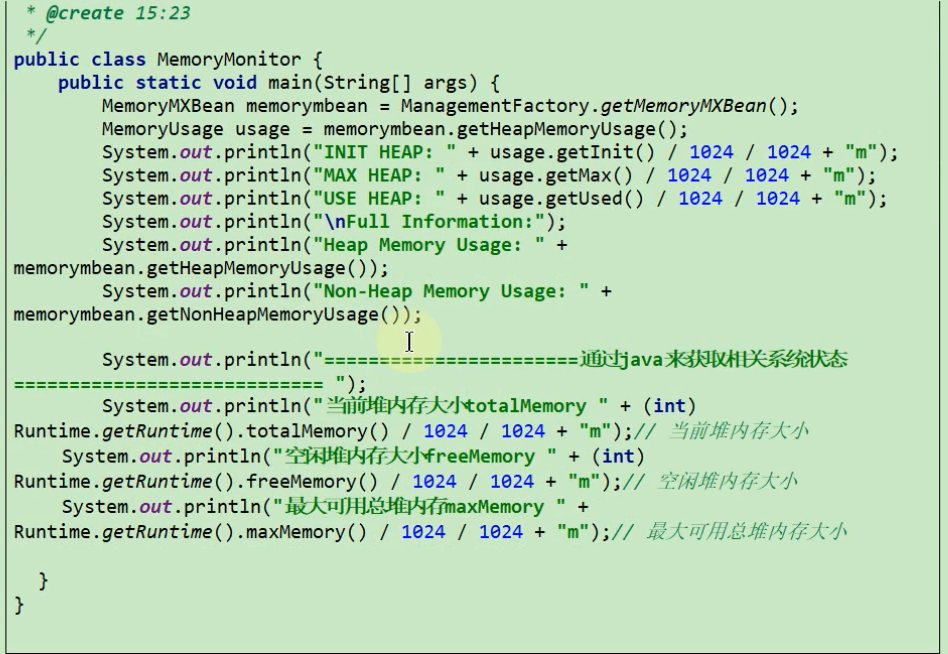 * @create 15:23
*/
public class MemoryMonitor {
public static void main(String[] args) {
MemoryMXBean memorymbean = ManagementFactory.getMemoryMXBean();
MemoryUsage usage = memorymbean.getHeapMemoryUsage();
System.out.println("INIT HEAP: " + usage.getInit() / 1024 / 1024 + "m");
System.out.println("MAX HEAP: " + usage.getMax() / 1024 / 1024 + "m");
System.out.println("USE HEAP: " + usage.getUsed() / 1024 / 1024 + "m");
System.out.println("\nFull Information:");
System.out.println("Heap Memory Usage: " +
memorymbean.getHeapMemoryUsage());
System.out.println("Non-Heap Memory Usage: " +
memorymbean.getNonHeapMemoryUsage());
System.out.println("=======================通过java来获取相关系统状态
============================ ");
System.out.println("当前堆内存大小totalMemory " + (int)
Runtime.getRuntime().totalMemory() / 1024 / 1024 + "m");// 当前堆内存大小
System.out.println("空闲堆内存大小freeMemory " + (int)
Runtime.getRuntime().freeMemory() / 1024 / 1024 + "m");// 空闲堆内存大小
System.out.println("最大可用总堆内存maxMemory " +
Runtime.getRuntime().maxMemory() / 1024 / 1024 + "m");// 最大可用总堆内存大小
}
}